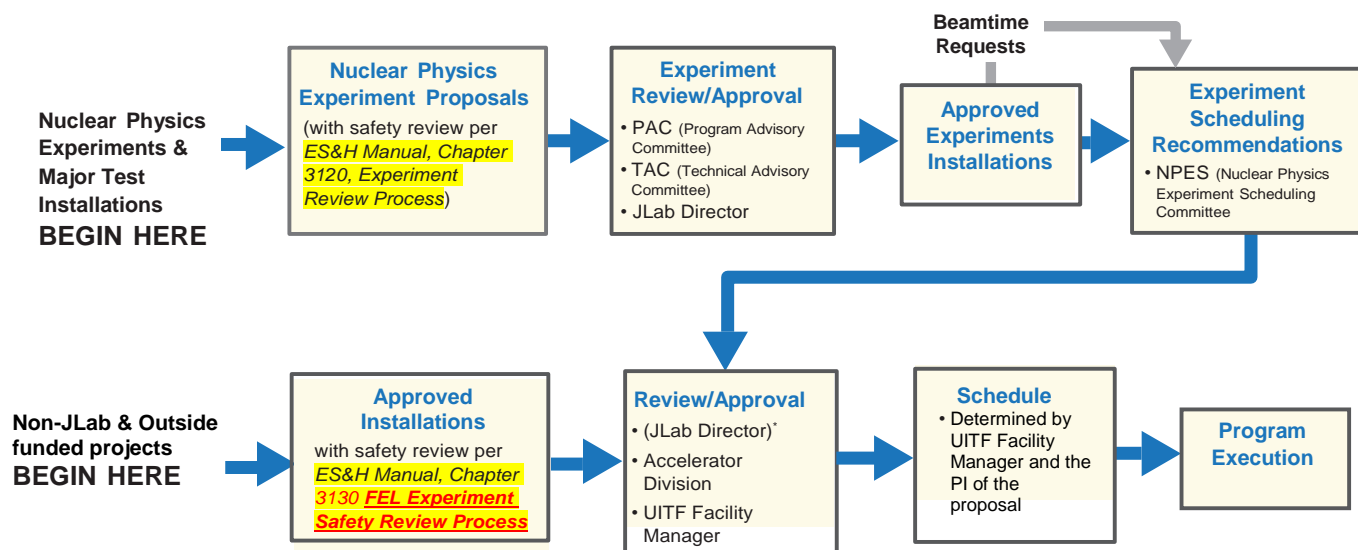 Beamtime
Requests
Nuclear Physics
Experiments &
Major Test
Installations
BEGIN HERE
Nuclear Physics
Experiment Proposals
(with safety review per
ES&H Manual, Chapter
3120, Experiment
Review Process)
Experiment
Review/Approval
• PAC (Program Advisory
Committee)
• TAC (Technical Advisory
Committee)
• JLab Director
Approved
Experiments
Installations
Experiment
Scheduling
Recommendations
• NPES (Nuclear Physics
Experiment Scheduling
Committee
Non-JLab & Outside
funded projects
BEGIN HERE
Approved
Installations
with safety review per
ES&H Manual, Chapter
3130 FEL Experiment
Safety Review Process
Review/Approval
• (JLab Director)*
• Accelerator
Division
• UITF Facility
Manager
Schedule
• Determined by
UITF Facility
Manager and the
PI of the
proposal
Program
Execution